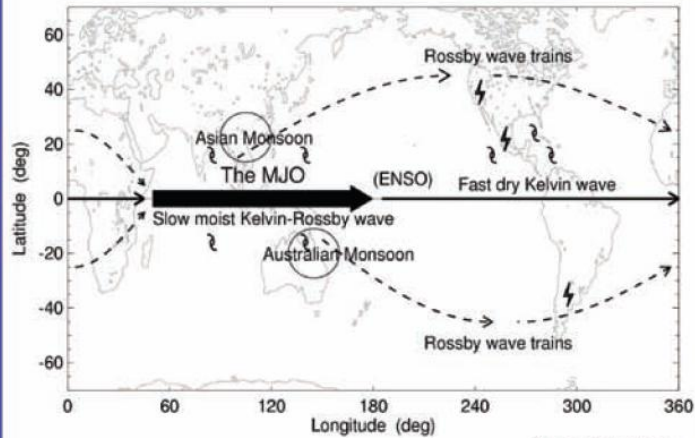 60
Rossby wave trains
40
20
Asian Monsoon
The MJO
(ENSO)
Fast dry Kelvin wave
0
Slow moist Kelvin-Rossby wave
-20
Australian Monsoon
-40
Rossby wave trains
-60
Latitude (deg)
0 60 120 180 240 300 360
Longitude (deg)